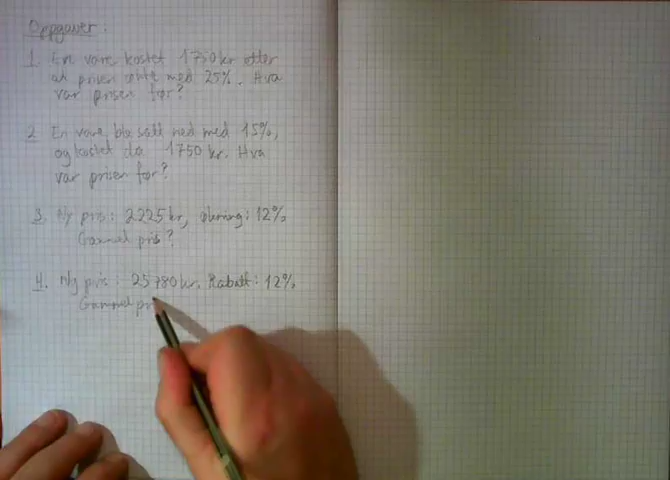 Oppgaver:
1. En vare kostet 1750 kr etter
at prisen økte med 25%. Hva
var prisen før?
2. En vare ble satt ned med 15%,
og kostet da 1750 kr. Hva
var prisen før?
3. Ny pris: 2225 kr, økning: 12%
Gammel pris?
4. Ny pris: 25780 kr. Rabatt: 12%
Gammel pri